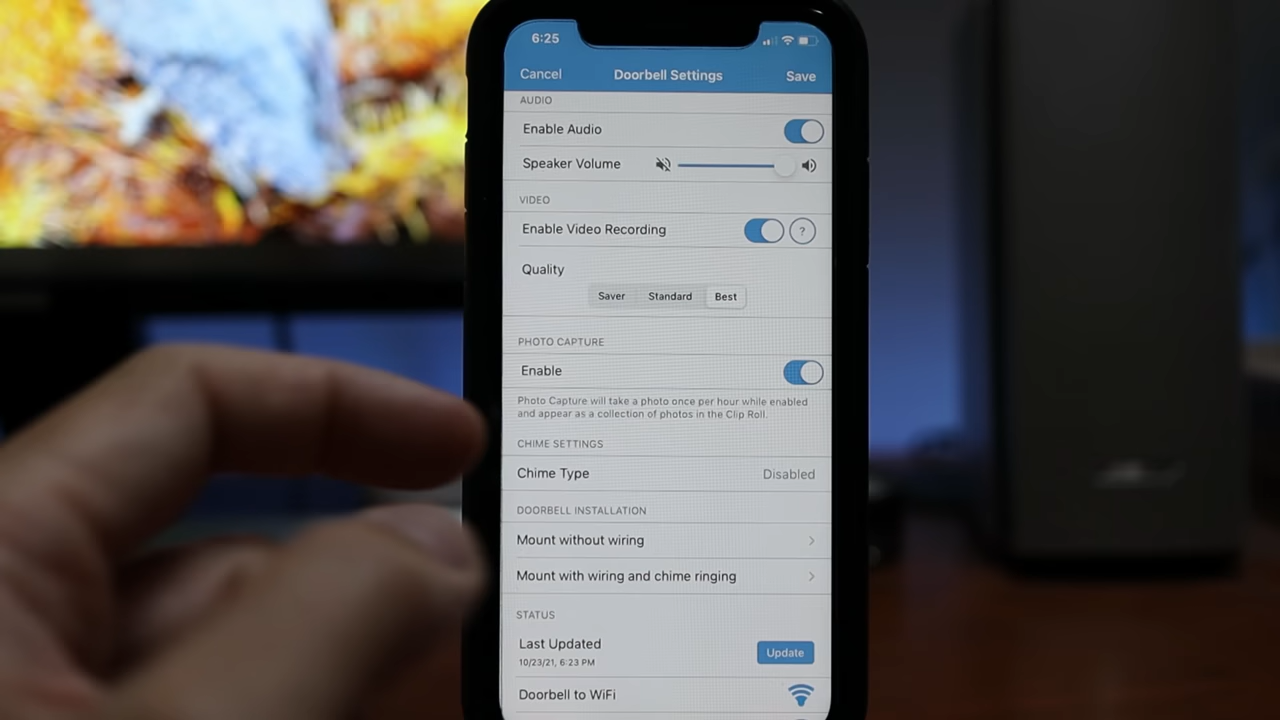 6:25
Cancel Doorbell Settings Save
AUDIO
Enable Audio
Speaker Volume
VIDEO
Enable Video Recording ?
Quality
Saver Standard Best
PHOTO CAPTURE
Enable
Photo Capture will take a photo once per hour while enabled
and appear as a collection of photos in the Clip Roll.
CHIME SETTINGS
Chime Type Disabled
DOORBELL INSTALLATION
Mount without wiring
Mount with wiring and chime ringing
STATUS
Last Updated
10/23/21, 6:23 PM
Update
Doorbell to WiFi